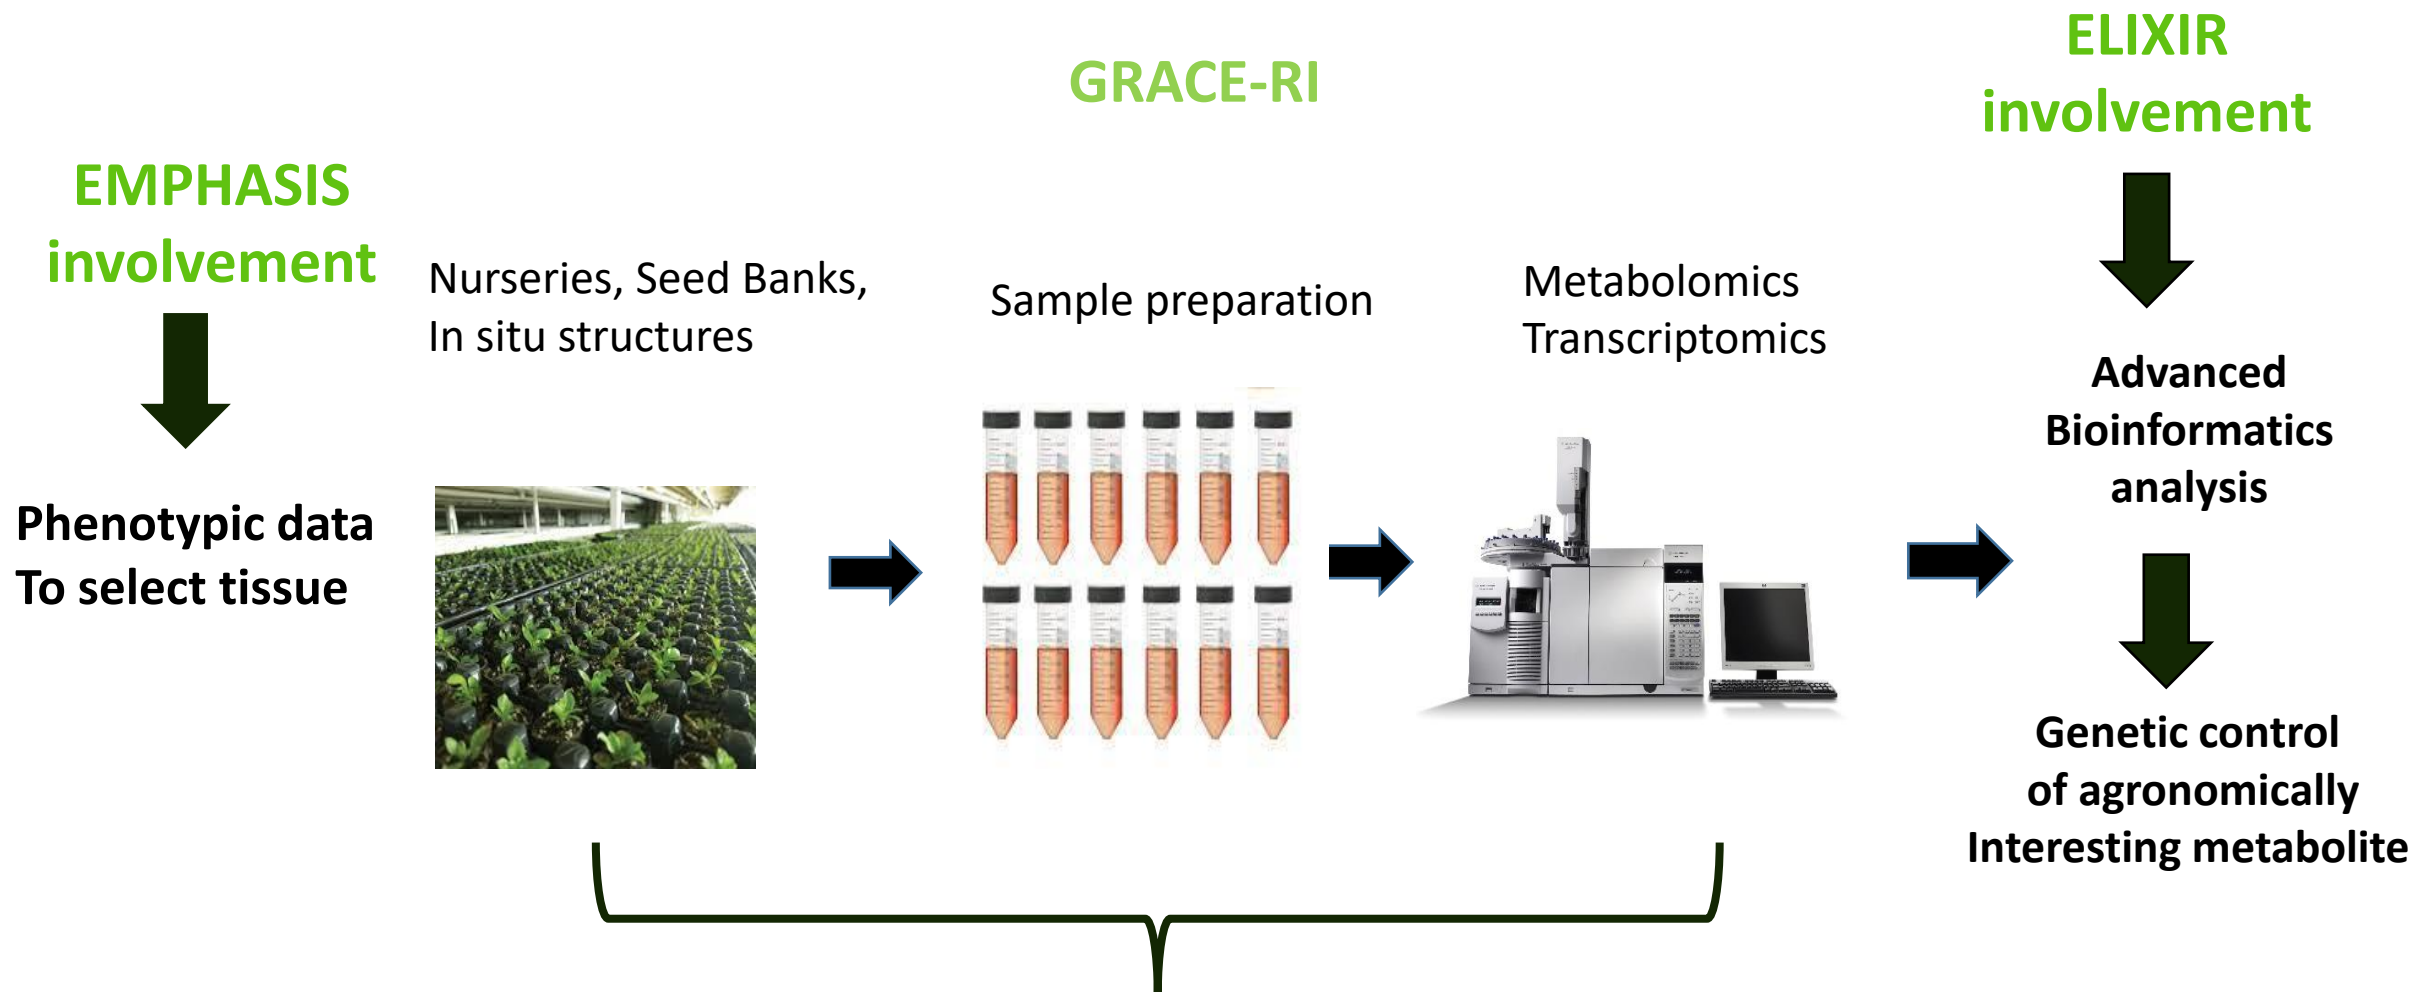 GRACE-RI
EMPHASIS
involvement
Phenotypic data
To select tissue
Nurseries, Seed Banks,
In situ structures
Sample preparation
Metabolomics
Transcriptomics
ELIXIR
involvement
Advanced
Bioinformatics
analysis
Genetic control
of agronomically
Interesting metabolite